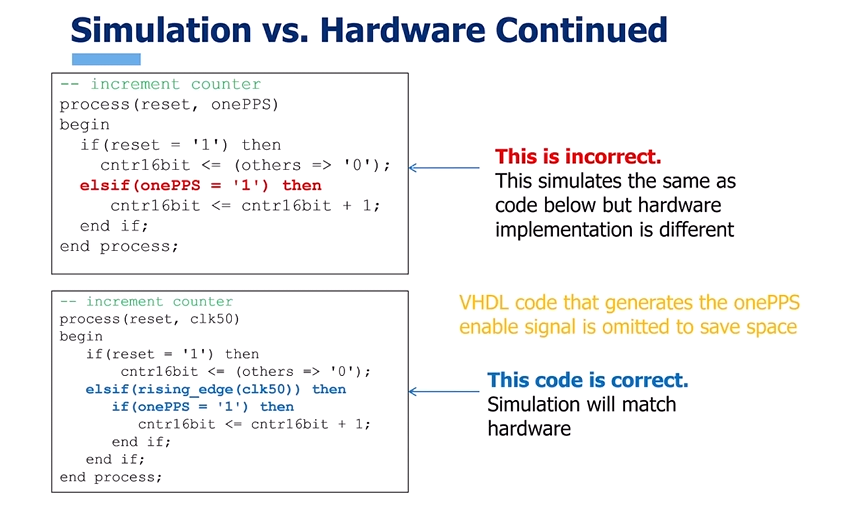 Simulation vs. Hardware Continued
-- increment counter
process(reset, onePPS)
begin
if(reset = '1') then
cntr16bit <= (others => '0');
elsif(onePPS = '1') then
cntr16bit <= cntr16bit + 1;
end if;
end process;
This is incorrect.
This simulates the same as
code below but hardware
implementation is different
VHDL code that generates the onePPS
enable signal is omitted to save space
-- increment counter
process(reset, clk50)
begin
if(reset = '1') then
cntr16bit <= (others => '0');
elsif(rising_edge(clk50)) then
if(onePPS = '1') then
cntr16bit <= cntr16bit + 1;
end if;
end if;
end process;
This code is correct.
Simulation will match
hardware